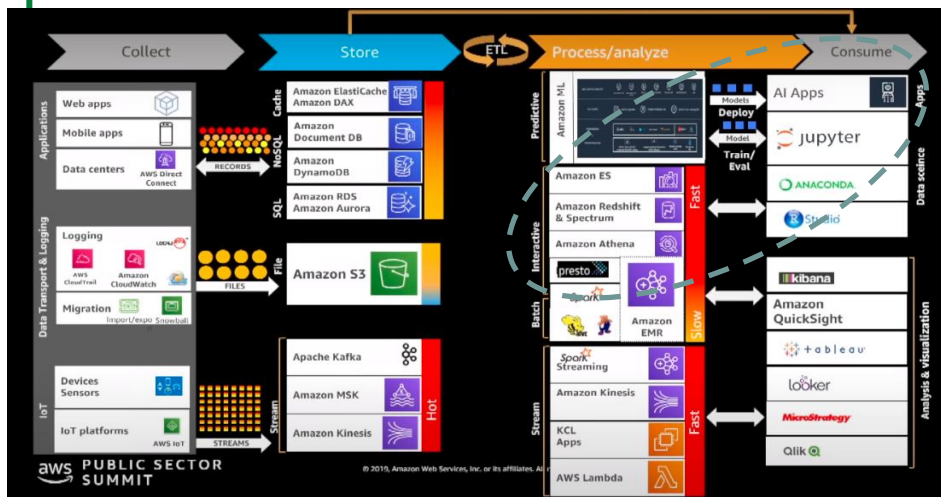 Collect
Store
ETL
Process/analyze
Consume
Applications
Web apps
Mobile apps
Data centers
AWS Direct
Connect
Data Transport & Logging
Logging
AWS
CloudTrail
Amazon
CloudWatch
Migration
Import/expo
Snowball
IoT
Devices
Sensors
IoT platforms
AWS IoT
RECORDS
FILES
STREAMS
Cache
Amazon ElastiCache
Amazon DAX
NoSQL
Amazon
Document DB
Amazon
DynamoDB
SQL
Amazon RDS
Amazon Aurora
File
Amazon S3
Stream
Apache Kafka
Amazon MSK
Amazon Kinesis
Hot
Predictive
Amazon ML
Interactive
Amazon ES
Amazon Redshift
& Spectrum
Amazon Athena
presto
Batch
Spark
Amazon
EMR
Fast
Slow
Stream
Spark
Streaming
Amazon Kinesis
KCL
Apps
AWS Lambda
Fast
Models
Deploy
Model
Train/
Eval
AI Apps
Apps
Jupyter
ANACONDA
R Studio
Data sceince
kibana
Amazon
QuickSight
+ableau
looker
MicroStrategy
Qlik
Analysis & visualization
aws PUBLIC SECTOR
SUMMIT
© 2019, Amazon Web Services, Inc. or its affiliates.